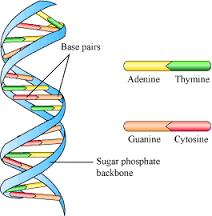 Base pairs
Adenine Thymine
Guanine Cytosine
Sugar phosphate
backbone